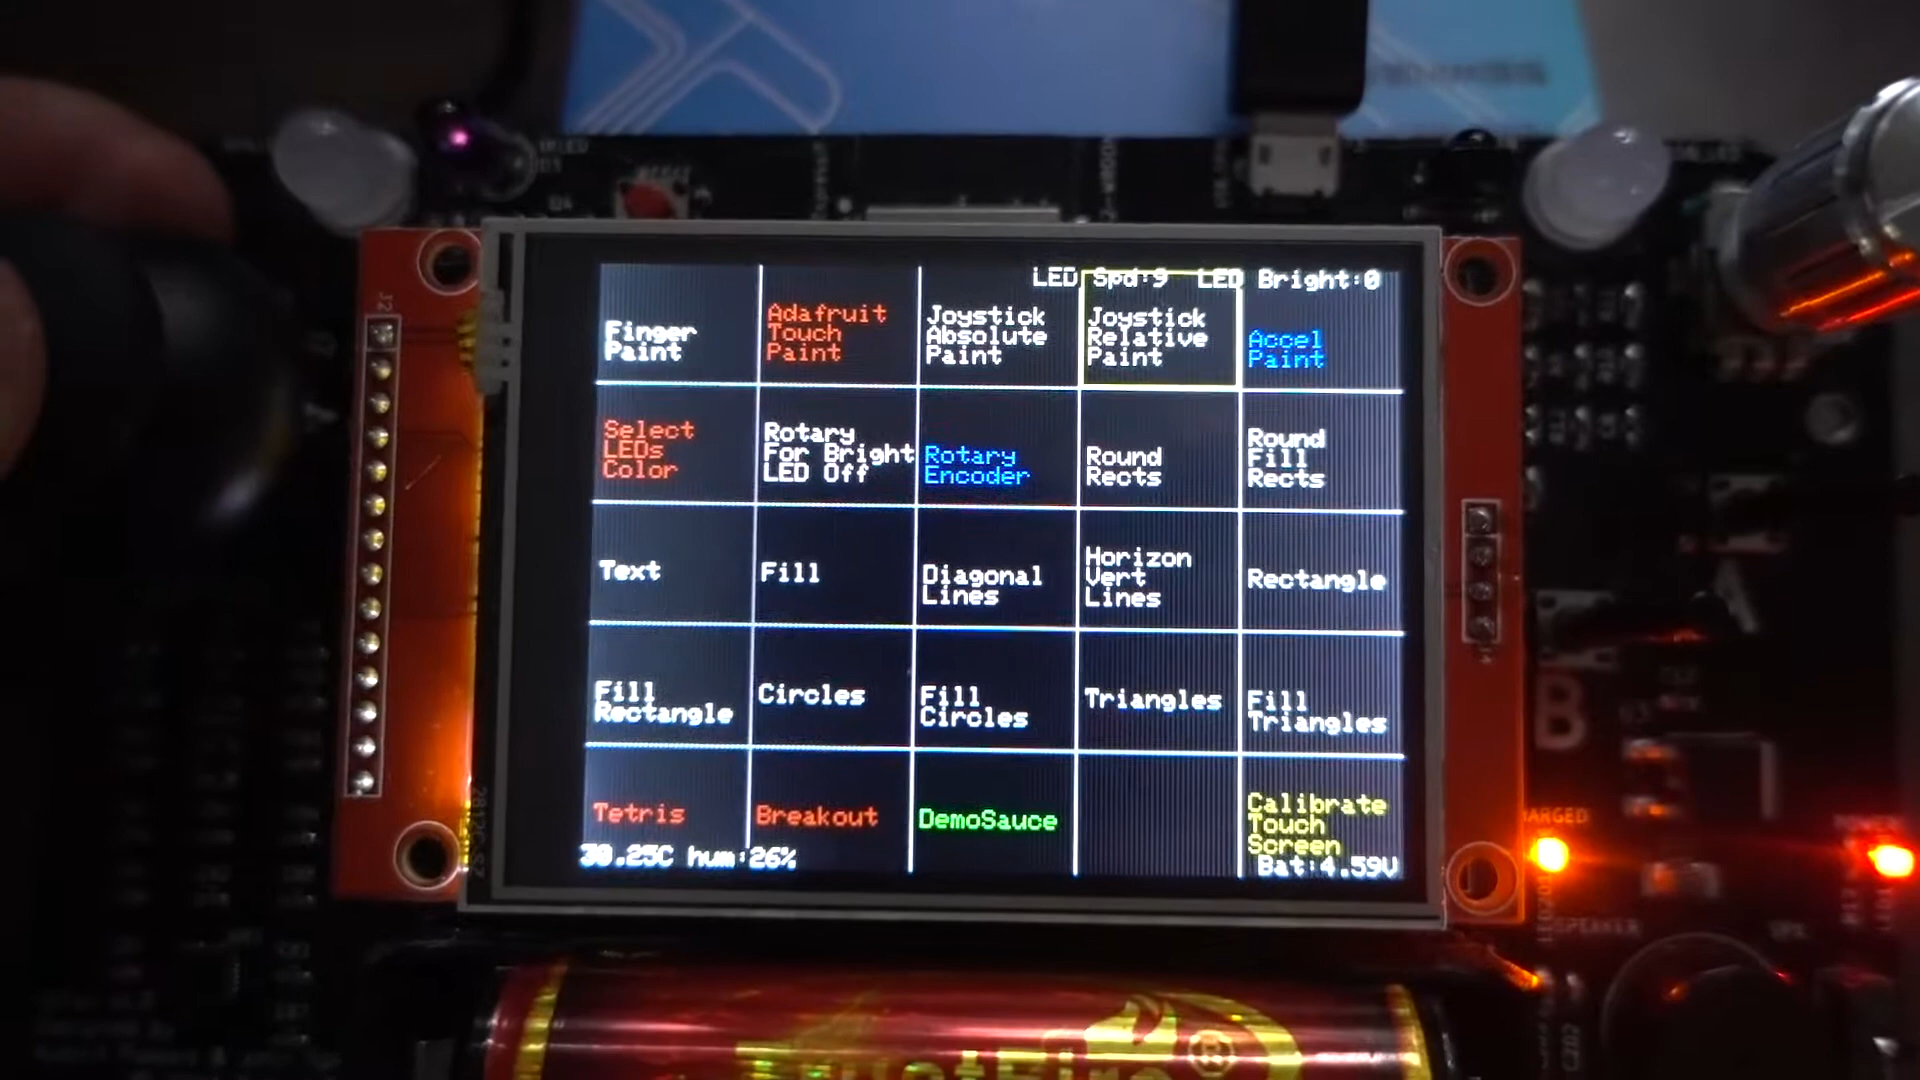 LED Spd:9 LED Bright:0
Finger
Paint
Adafruit
Touch
Paint
Joystick
Absolute
Paint
Joystick
Relative
Paint
Accel
Paint
Select
LEDs
Color
Rotary
For Bright
LED Off
Rotary
Encoder
Round
Rects
Round
Fill
Rects
Text
Fill
Diagonal
Lines
Horizon
Vert
Lines
Rectangle
Fill
Rectangle
Circles
Fill
Circles
Triangles
Fill
Triangles
Tetris
Breakout
DemoSauce
Calibrate
Touch
Screen
30.25C hum:26%
Bat:4.59V
J2
A
B
SPEAKER
C202